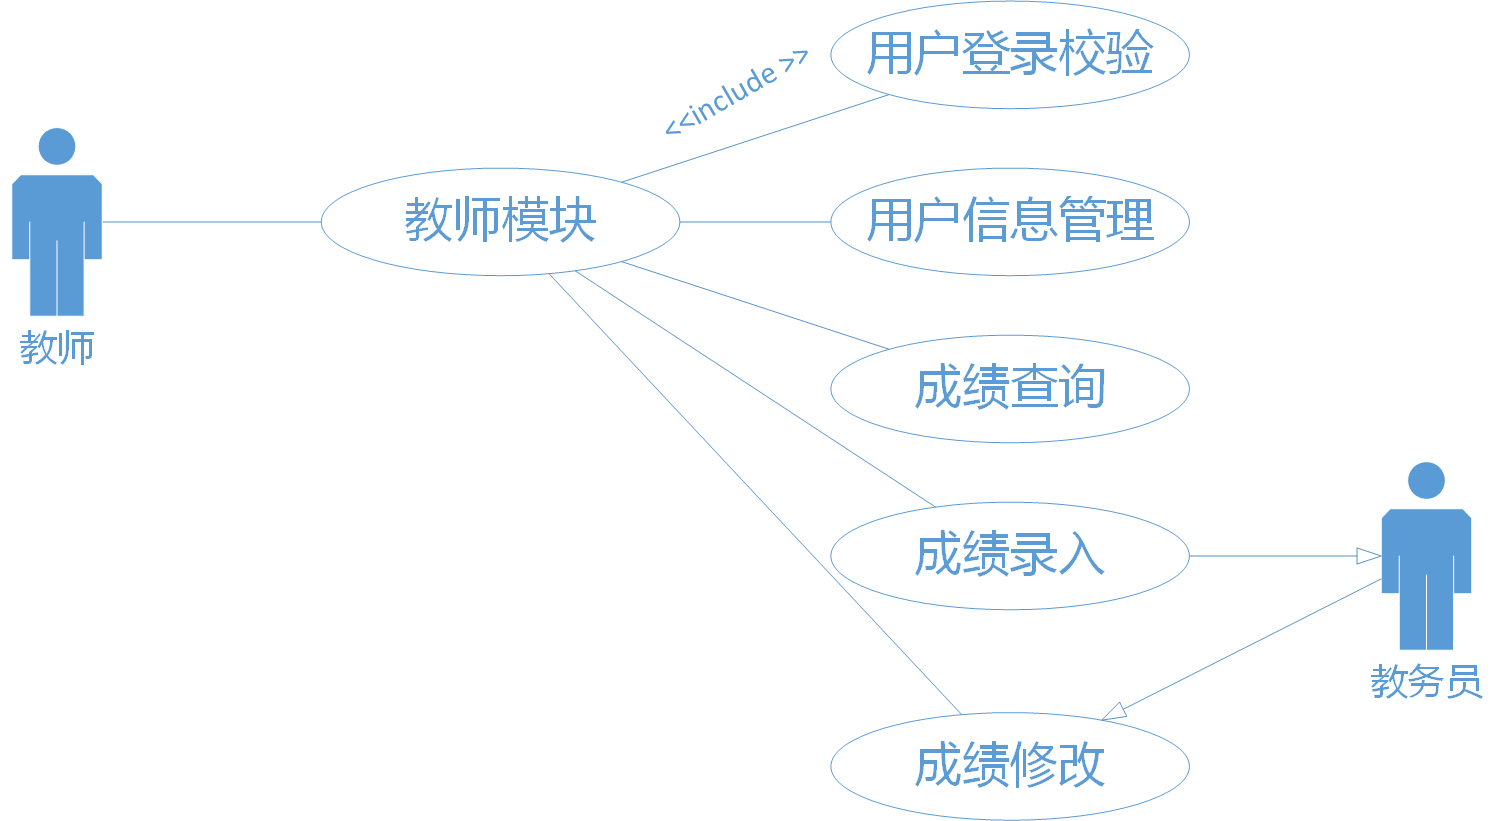 用户登录校验
<<include >>
教师模块
用户信息管理
教师
成绩查询
成绩录入
教务员
成绩修改